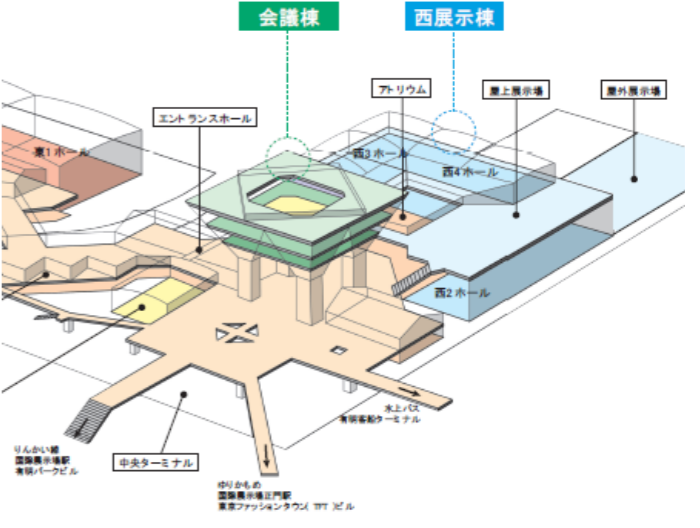 会議棟
西展示棟
エントランスホール
アトリウム
屋上展示場
屋外展示場
東1ホール
西3ホール
西4ホール
西2ホール
水上バス
有明客船ターミナル
りんかい線
国際展示場駅
有明パークビル
中央ターミナル
ゆりかもめ
国際展示場正門駅
東京ファッションタウン(TFT)ビル